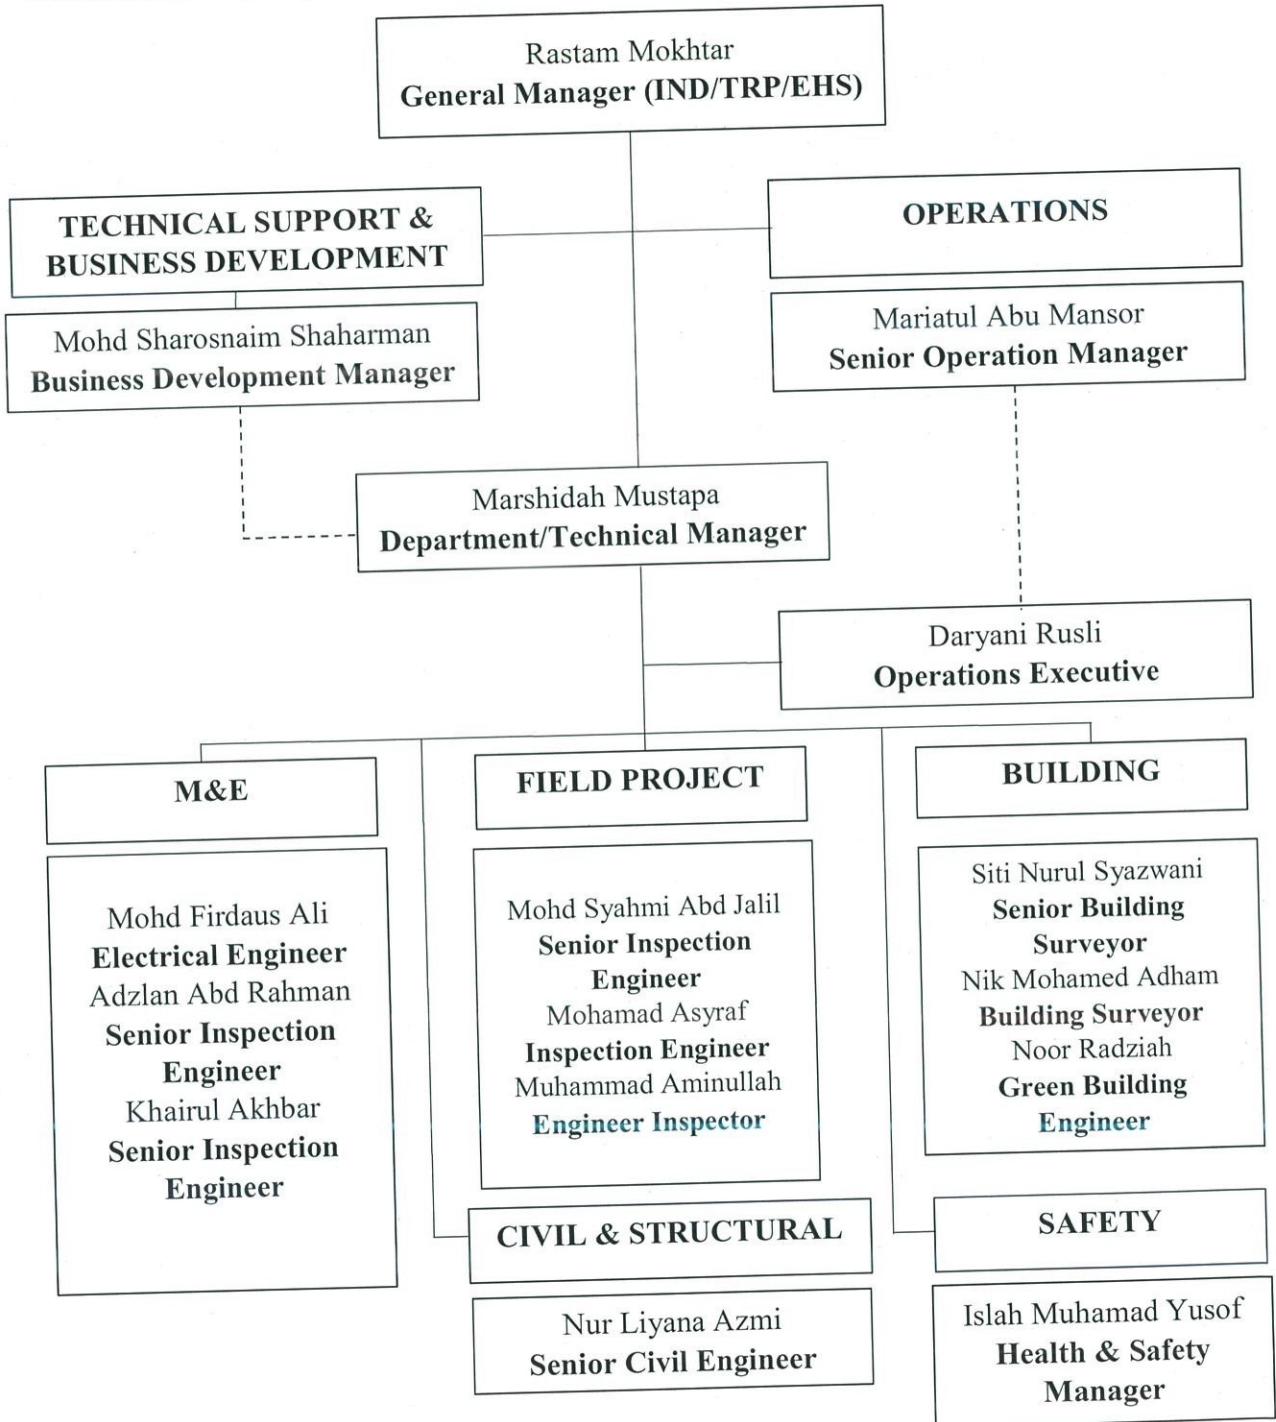 Rastam Mokhtar
General Manager (IND/TRP/EHS)
TECHNICAL SUPPORT &
BUSINESS DEVELOPMENT
Mohd Sharosnaim Shaharman
Business Development Manager
OPERATIONS
Mariatul Abu Mansor
Senior Operation Manager
Marshidah Mustapa
Department/Technical Manager
Daryani Rusli
Operations Executive
M&E
Mohd Firdaus Ali
Electrical Engineer
Adzlan Abd Rahman
Senior Inspection
Engineer
Khairul Akhbar
Senior Inspection
Engineer
FIELD PROJECT
Mohd Syahmi Abd Jalil
Senior Inspection
Engineer
Mohamad Asyraf
Inspection Engineer
Muhammad Aminullah
Engineer Inspector
BUILDING
Siti Nurul Syazwani
Senior Building
Surveyor
Nik Mohamed Adham
Building Surveyor
Noor Radziah
Green Building
Engineer
CIVIL & STRUCTURAL
Nur Liyana Azmi
Senior Civil Engineer
SAFETY
Islah Muhamad Yusof
Health & Safety
Manager